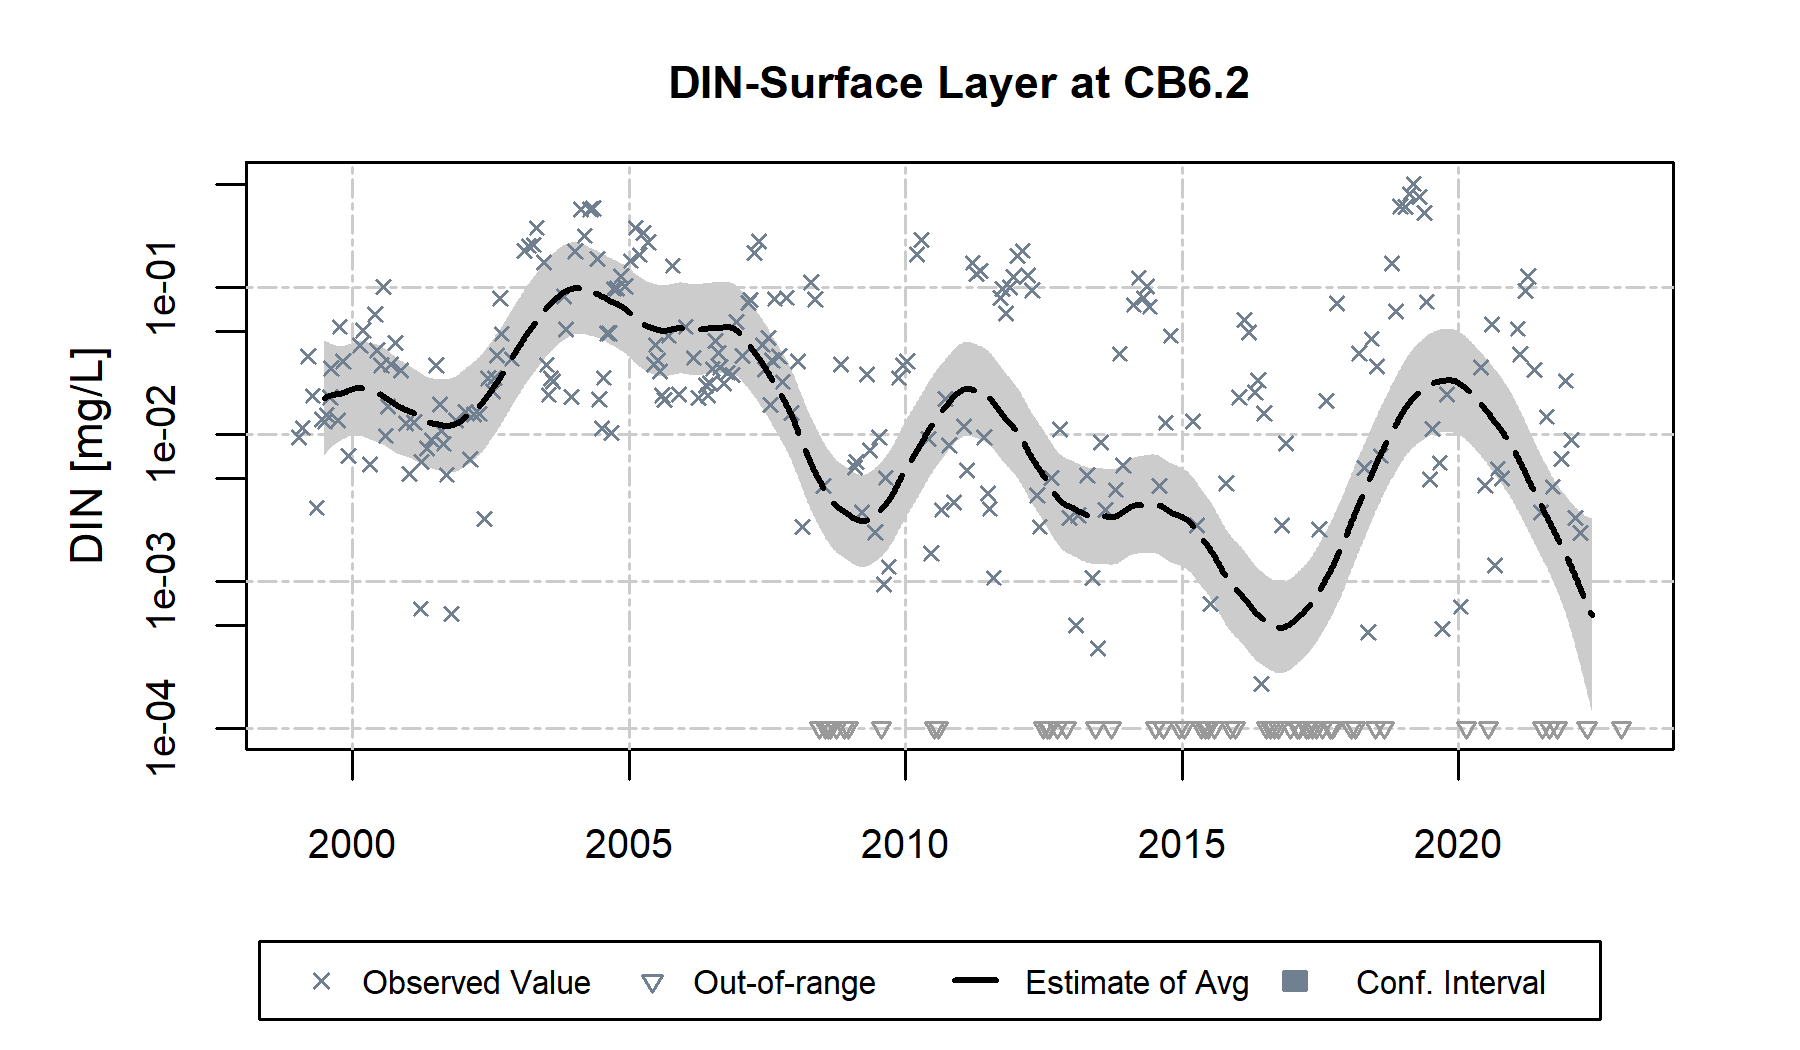 DIN-Surface Layer at CB6.2
DIN [mg/L]
1e-01
1e-02
1e-03
1e-04
2000 2005 2010 2015 2020
Observed Value Out-of-range Estimate of Avg Conf. Interval